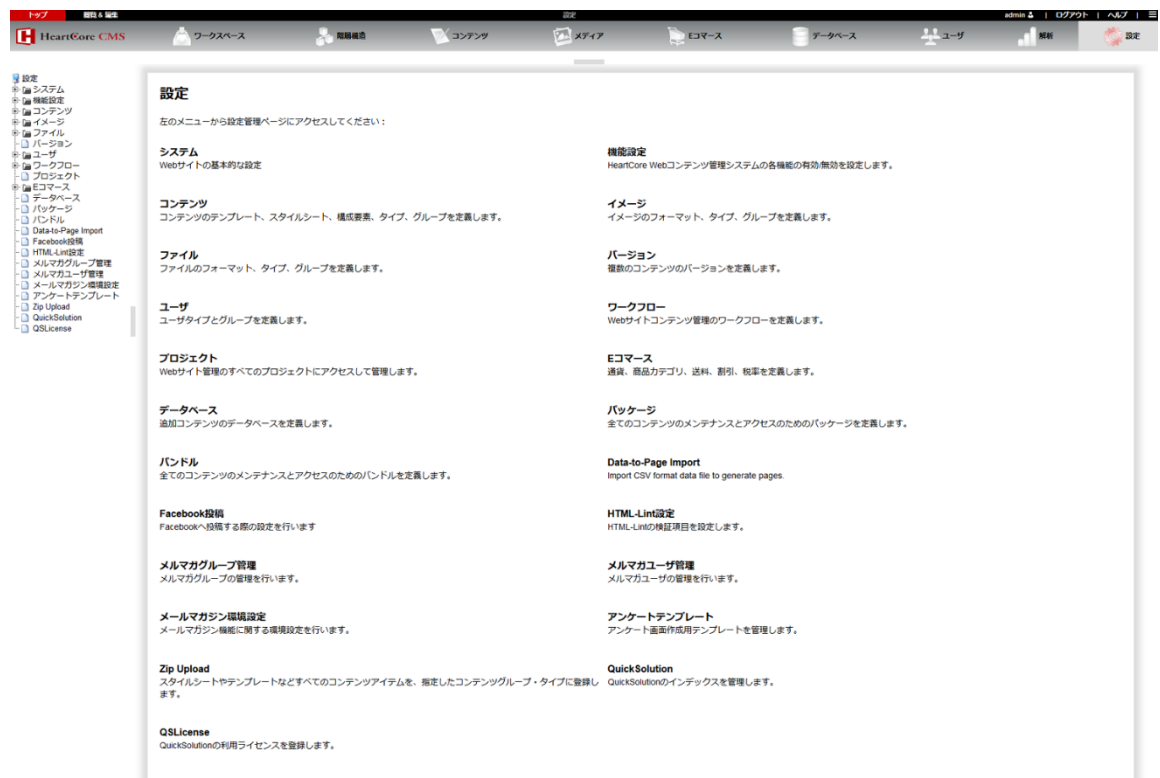 トップ 概観 & 編集 設定 admin | ログアウト | ヘルプ |
HeartCore CMS ワークスペース 階層構造 コンテンツ メディア Eコマース データベース ユーザ 解析 設定
設定
システム
機能設定
コンテンツ
イメージ
ファイル
バージョン
ユーザ
ワークフロー
プロジェクト
Eコマース
データベース
パッケージ
バンドル
Data-to-Page Import
Facebook投稿
HTML-Lint設定
メルマガグループ管理
メルマガユーザ管理
メールマガジン環境設定
アンケートテンプレート
Zip Upload
QuickSolution
QSLicense
設定
左のメニューから設定管理ページにアクセスしてください：
システム
Webサイトの基本的な設定
機能設定
HeartCore Webコンテンツ管理システムの各機能の有効/無効を設定します。
コンテンツ
コンテンツのテンプレート、スタイルシート、構成要素、タイプ、グループを定義します。
イメージ
イメージのフォーマット、タイプ、グループを定義します。
ファイル
ファイルのフォーマット、タイプ、グループを定義します。
バージョン
複数のコンテンツのバージョンを定義します。
ユーザ
ユーザタイプとグループを定義します。
ワークフロー
Webサイトコンテンツ管理のワークフローを定義します。
プロジェクト
Webサイト管理のすべてのプロジェクトにアクセスして管理します。
Eコマース
通貨、商品カテゴリ、送料、割引、税率を定義します。
データベース
追加コンテンツのデータベースを定義します。
パッケージ
全てのコンテンツのメンテナンスとアクセスのためのパッケージを定義します。
バンドル
全てのコンテンツのメンテナンスとアクセスのためのバンドルを定義します。
Data-to-Page Import
Import CSV format data file to generate pages.
Facebook投稿
Facebookへ投稿する際の設定を行います
HTML-Lint設定
HTML-Lintの検証項目を設定します。
メルマガグループ管理
メルマガグループの管理を行います。
メルマガユーザ管理
メルマガユーザの管理を行います。
メールマガジン環境設定
メールマガジン機能に関する環境設定を行います。
アンケートテンプレート
アンケート画面作成用テンプレートを管理します。
Zip Upload
スタイルシートやテンプレートなどすべてのコンテンツアイテムを、指定したコンテンツグループ・タイプに登録し
ます。
QuickSolution
QuickSolutionのインデックスを管理します。
QSLicense
QuickSolutionの利用ライセンスを登録します。